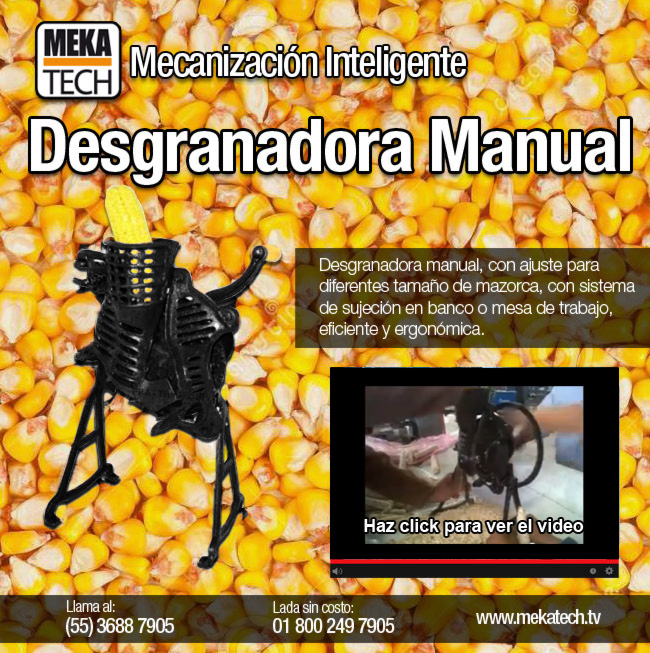 MEKA
TECH
Mecanización Inteligente
Desgranadora Manual
Desgranadora manual, con ajuste para
diferentes tamaño de mazorca, con sistema
de sujeción en banco o mesa de trabajo,
eficiente y ergonómica.
Haz click para ver el video
Llama al:
(55) 3688 7905
Lada sin costo:
01 800 249 7905
www.mekatech.tv